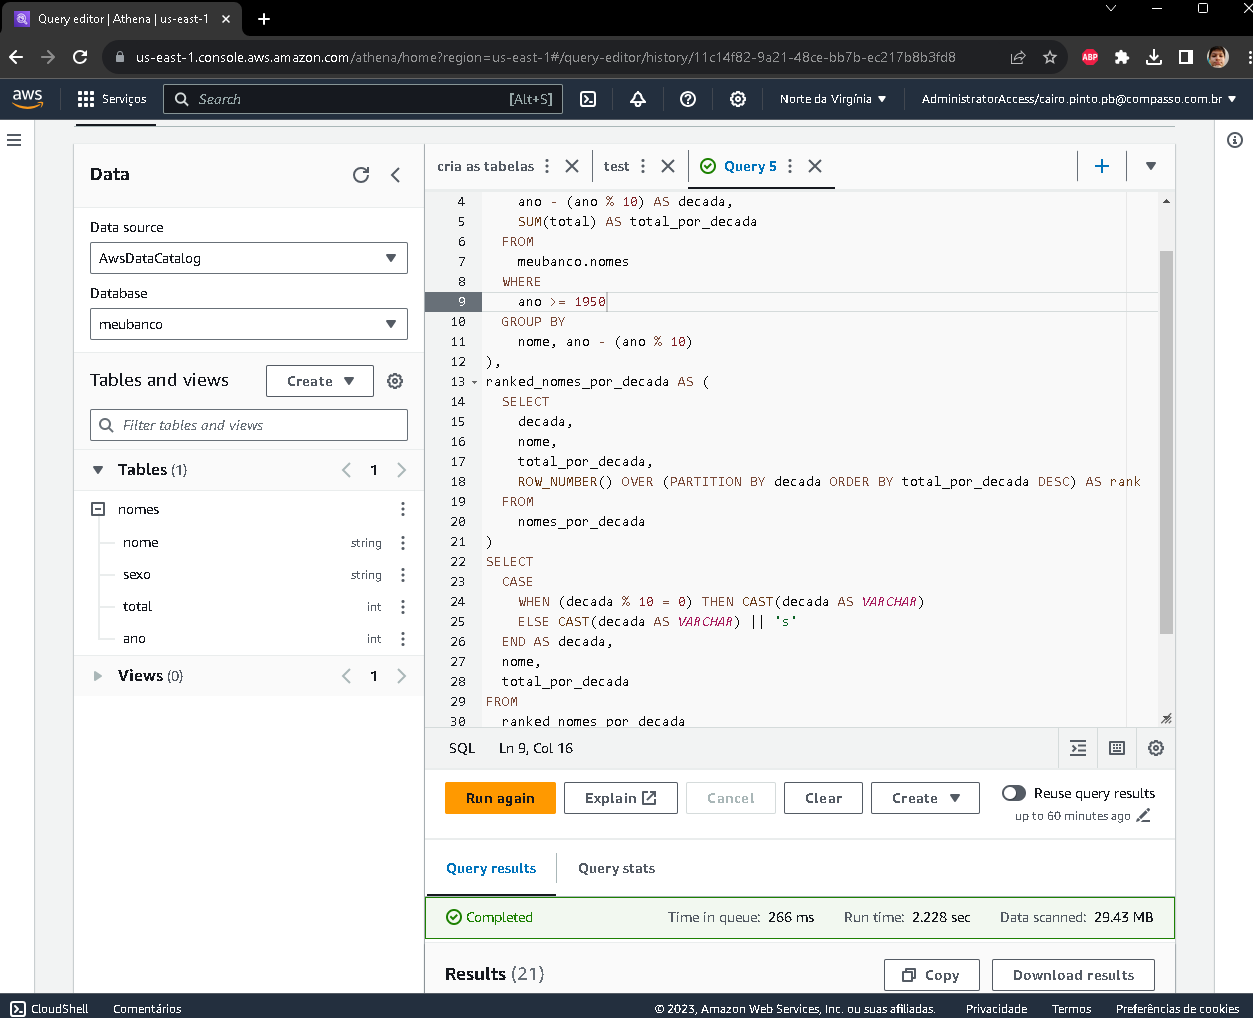 Query editor | Athena | us-east-1
us-east-1.console.aws.amazon.com/athena/home?region=us-east-1#/query-editor/history/11c14f82-9a21-48ce-bb7b-ec217b8b3fd8
ABP
aws
Serviços
Search
[Alt+S]
Norte da Virgínia
AdministratorAccess/cairo.pinto.pb@compasso.com.br
Data
Data source
AwsDataCatalog
Database
meubanco
Tables and views
Create
Filter tables and views
Tables (1)
1
nomes
nome string
sexo string
total int
ano int
Views (0)
1
cria as tabelas
test
Query 5
4 ano - (ano % 10) AS decada,
5 SUM(total) AS total_por_decada
6 FROM
7 meubanco.nomes
8 WHERE
9 ano >= 1950
10 GROUP BY
11 nome, ano - (ano % 10)
12 ),
13 ranked_nomes_por_decada AS (
14 SELECT
15 decada,
16 nome,
17 total_por_decada,
18 ROW_NUMBER() OVER (PARTITION BY decada ORDER BY total_por_decada DESC) AS rank
19 FROM
20 nomes_por_decada
21 )
22 SELECT
23 CASE
24 WHEN (decada % 10 = 0) THEN CAST(decada AS VARCHAR)
25 ELSE CAST(decada AS VARCHAR) || 's'
26 END AS decada,
27 nome,
28 total_por_decada
29 FROM
30 ranked_nomes_por_decada
SQL Ln 9, Col 16
Run again
Explain
Cancel
Clear
Create
Reuse query results
up to 60 minutes ago
Query results
Query stats
Completed
Time in queue: 266 ms
Run time: 2.228 sec
Data scanned: 29.43 MB
Results (21)
Copy
Download results
CloudShell
Comentários
© 2023, Amazon Web Services, Inc. ou suas afiliadas.
Privacidade
Termos
Preferências de cookies